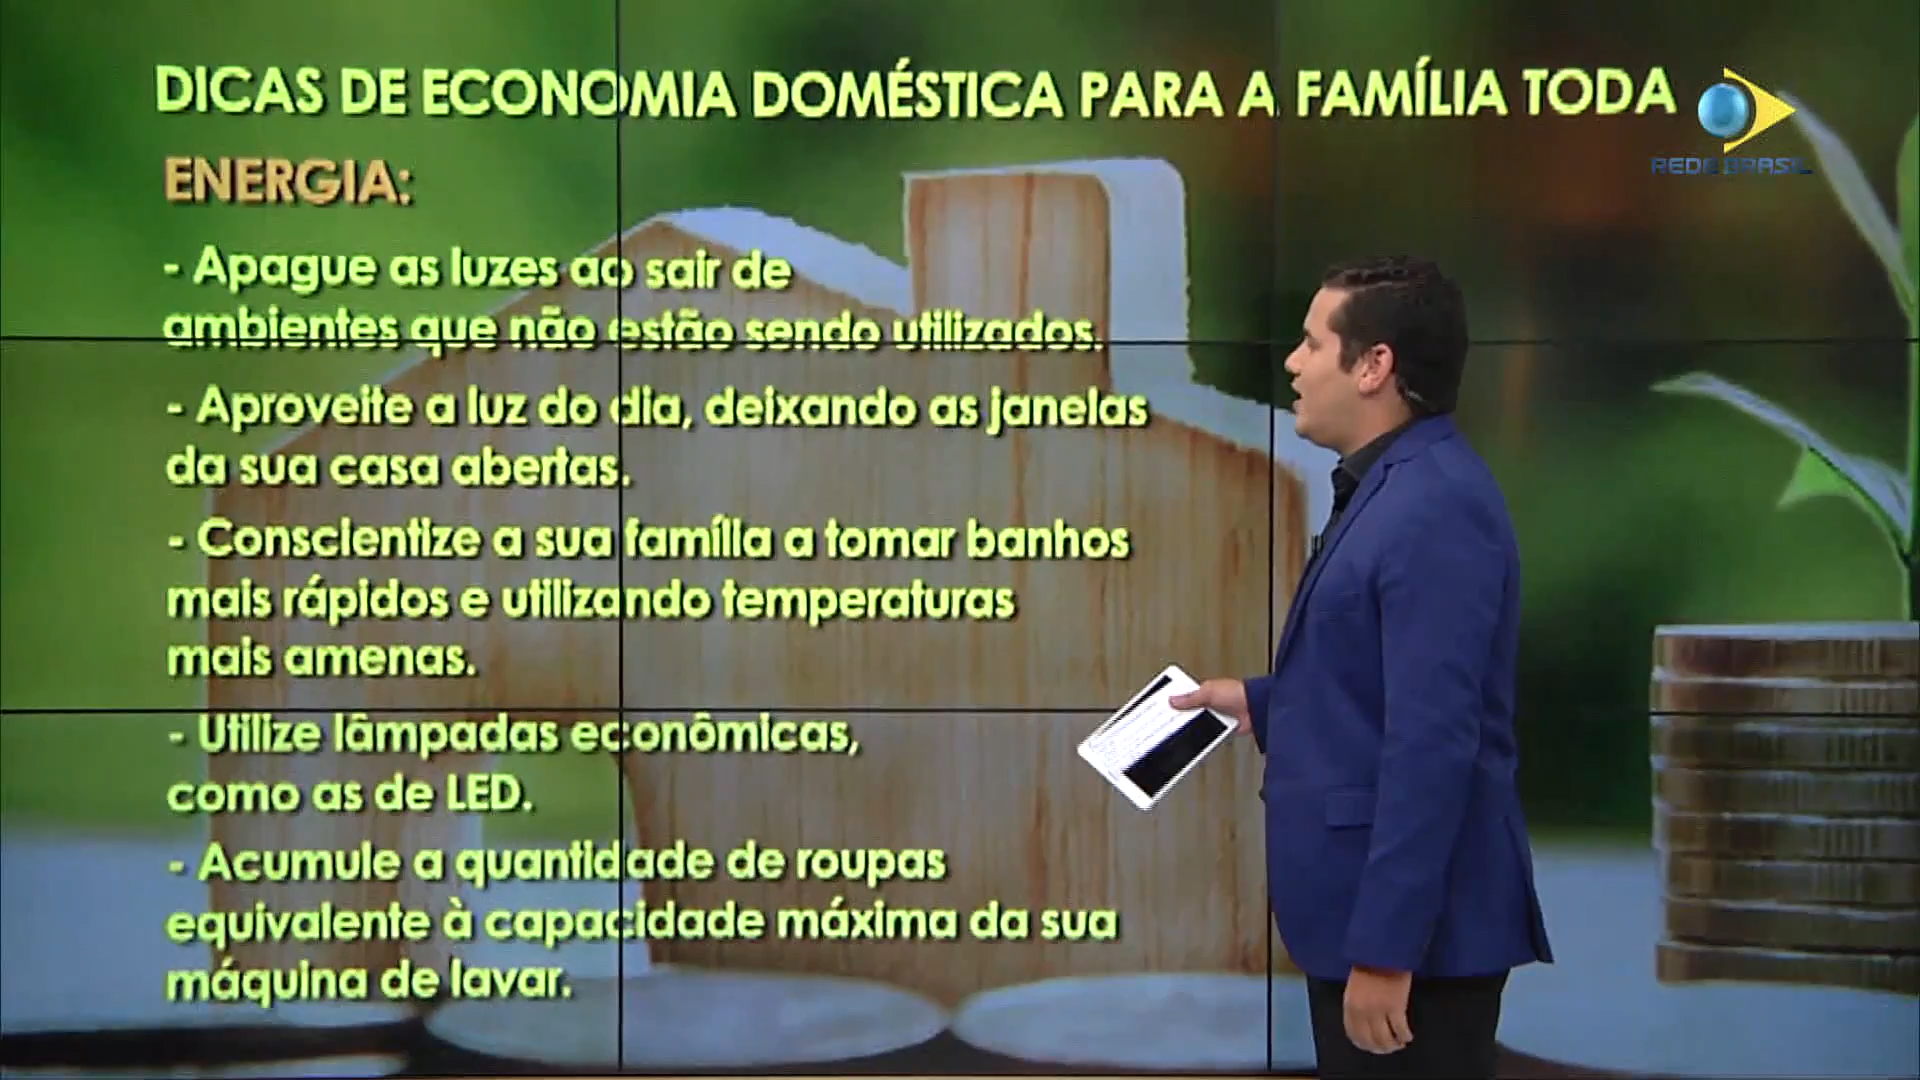 DICAS DE ECONOMIA DOMÉSTICA PARA A FAMÍLIA TODA
REDE BRASIL
ENERGIA:
- Apague as luzes ao sair de
ambientes que não estão sendo utilizados.
- Aproveite a luz do dia, deixando as janelas
da sua casa abertas.
- Conscientize a sua família a tomar banhos
mais rápidos e utilizando temperaturas
mais amenas.
- Utilize lâmpadas econômicas,
como as de LED.
- Acumule a quantidade de roupas
equivalente à capacidade máxima da sua
máquina de lavar.